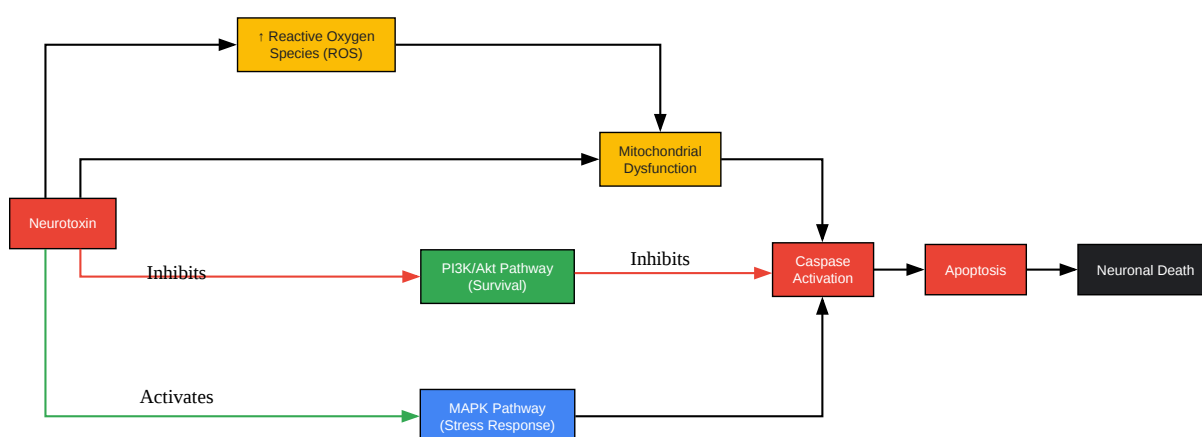 ↑ Reactive Oxygen
Species (ROS)
Mitochondrial
Dysfunction
Neurotoxin
Inhibits
PI3K/Akt Pathway
(Survival)
Inhibits
Caspase
Activation
Apoptosis
Neuronal Death
Activates
MAPK Pathway
(Stress Response)